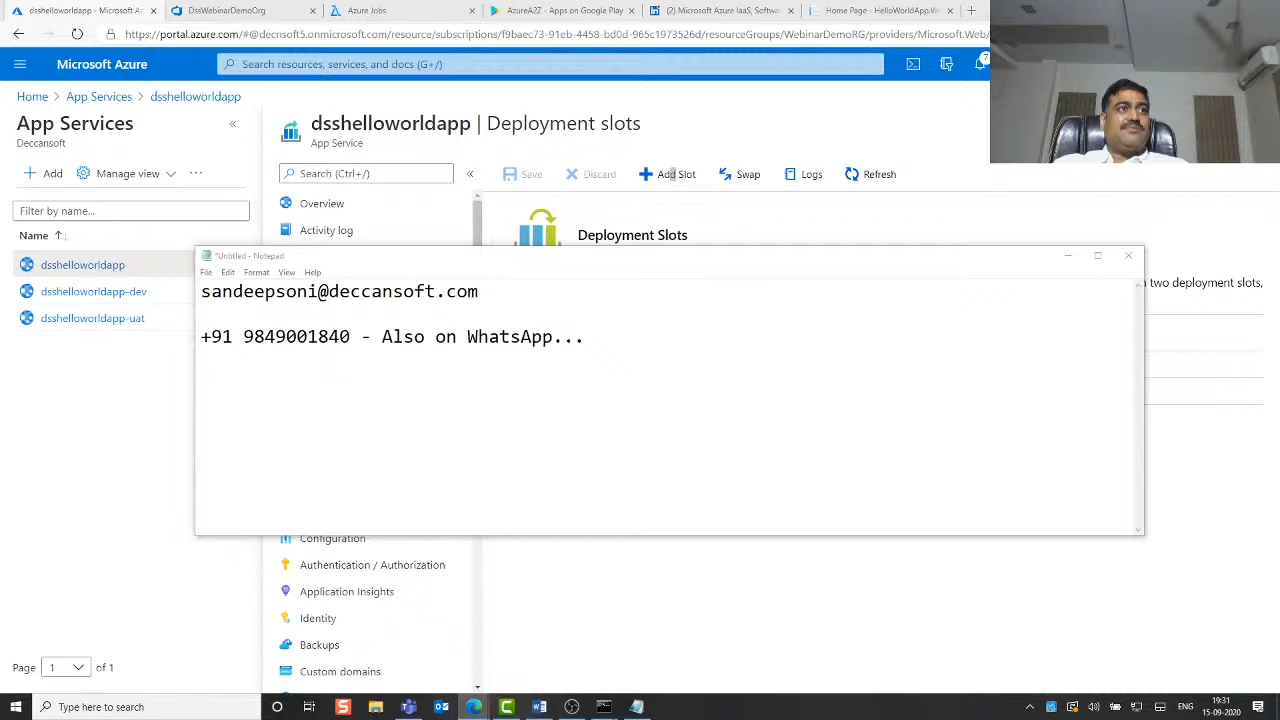 dsshelloworldapp - Microsoft Az
DssWebinarDemoOrg
Azure Jobs
AzureA2Z - Apps on Google Play
(2) Microsoft Azure IaaS, Softwa
Home Page - HelloWorldApp.W
https://portal.azure.com/#@decnsoft5.onmicrosoft.com/resource/subscriptions/f9baec73-91eb-4458-bd0d-965c1973526d/resourceGroups/WebinarDemoRG/providers/Microsoft.Web/
Microsoft Azure
Search resources, services, and docs (G+/)
7
Home > App Services > dsshelloworldapp
App Services
Deccansoft
Add
Manage view
Filter by name...
Name
dsshelloworldapp
dsshelloworldapp-dev
dsshelloworldapp-uat
Page 1 of 1
dsshelloworldapp | Deployment slots
App Service
Search (Ctrl+/)
Save
Discard
Add Slot
Swap
Logs
Refresh
Overview
Activity log
Deployment Slots
n two deployment slots,
*Untitled - Notepad
File Edit Format View Help
sandeepsoni@deccansoft.com
+91 9849001840 - Also on WhatsApp...
Configuration
Authentication / Authorization
Application Insights
Identity
Backups
Custom domains
Type here to search
ENG
19:31
15-09-2020